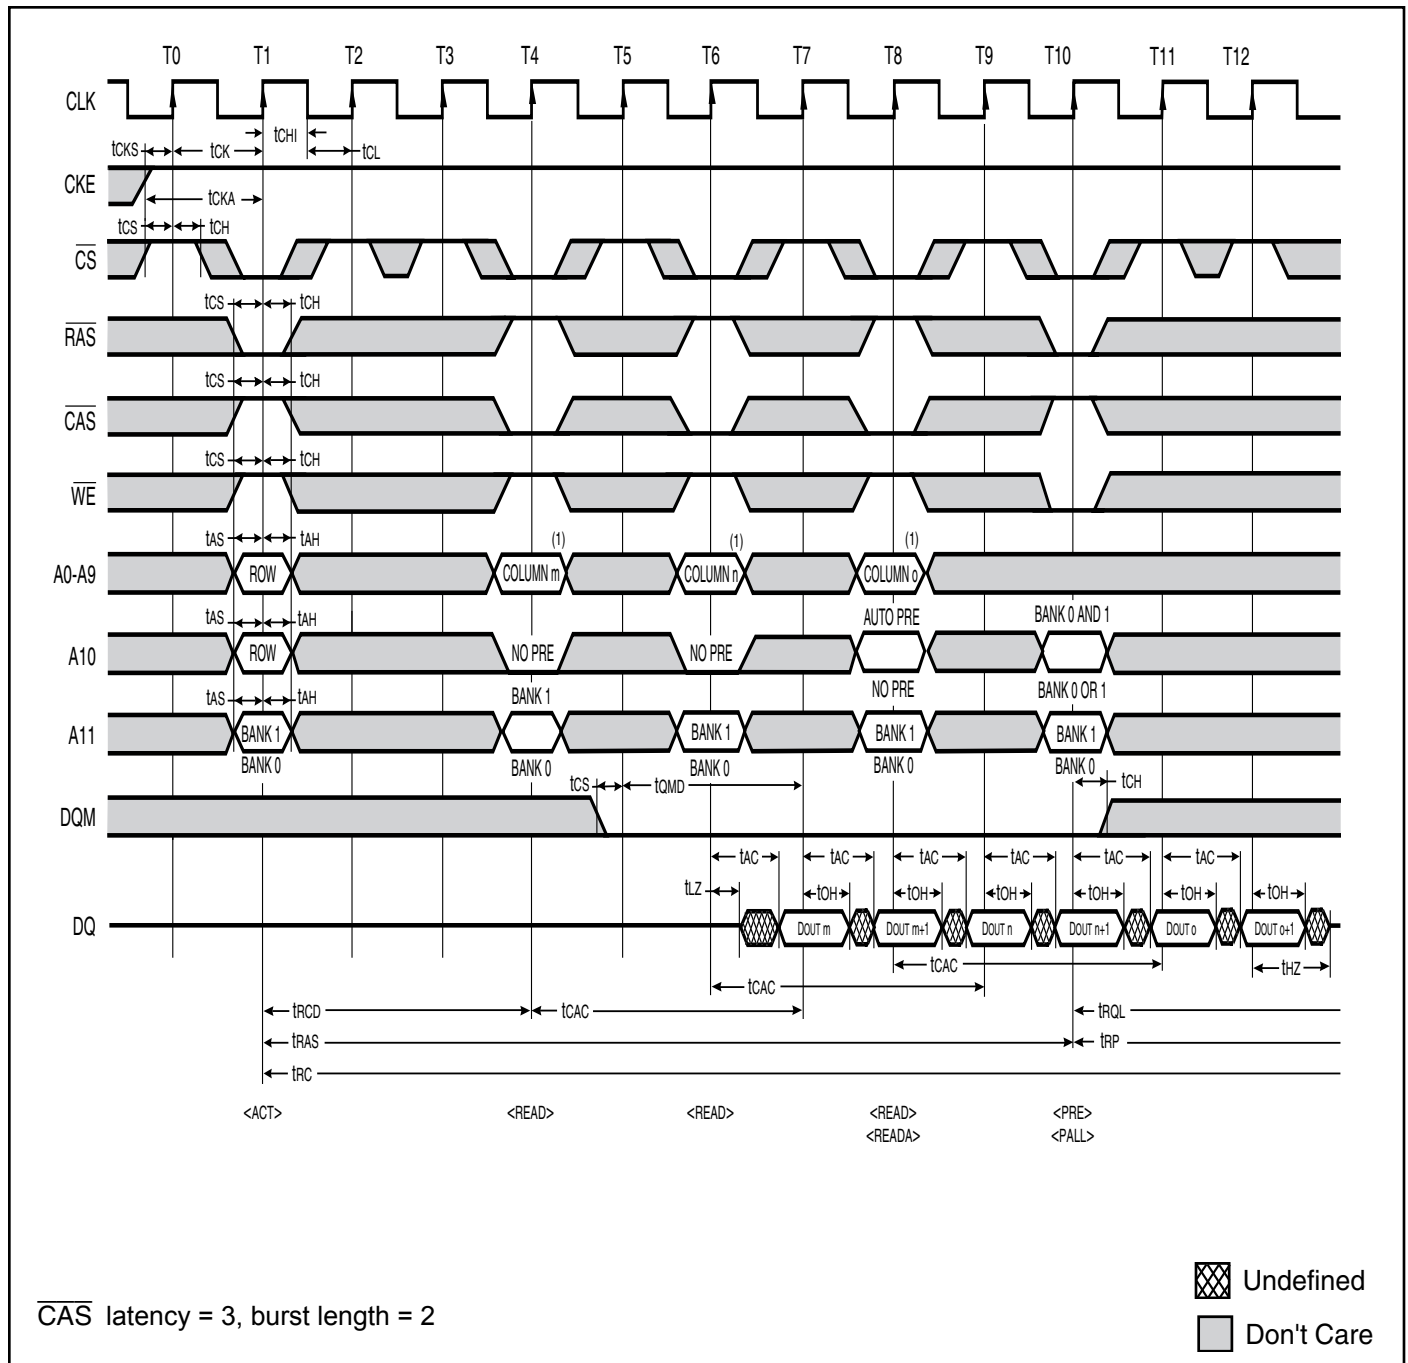 T0 T1 T2 T3 T4 T5 T6 T7 T8 T9 T10 T11 T12
CLK
tCHI
tCKS tCK tCL
CKE
tCKA
tCS tCH
CS
tCS tCH
RAS
tCS tCH
CAS
tCS tCH
WE
tAS tAH (1) (1) (1)
A0-A9 ROW COLUMN m COLUMN n COLUMN o
tAS tAH AUTO PRE BANK 0 AND 1
A10 ROW NO PRE NO PRE
tAS tAH BANK 1 NO PRE BANK 0 OR 1
A11 BANK 1 BANK 1 BANK 1 BANK 1
BANK 0 BANK 0 BANK 0 BANK 0 BANK 0
tCS tQMD tCH
DQM
tAC tAC tAC tAC tAC tAC
tLZ tOH tOH tOH tOH tOH tOH
DQ DOUT m DOUT m+1 DOUT n DOUT n+1 DOUT o DOUT o+1
tCAC tHZ
tCAC
tRCD tCAC tRQL
tRAS tRP
tRC
<ACT> <READ> <READ> <READ> <PRE>
<READA> <PALL>
Undefined
CAS latency = 3, burst length = 2
Don't Care